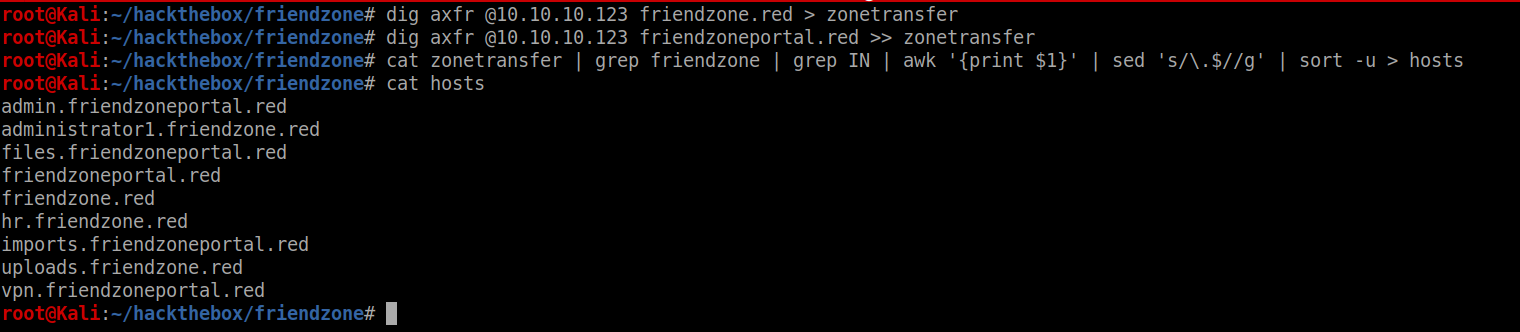 root@Kali:~/hackthebox/friendzone# dig axfr @10.10.10.123 friendzone.red > zonetransfer
root@Kali:~/hackthebox/friendzone# dig axfr @10.10.10.123 friendzoneportal.red >> zonetransfer
root@Kali:~/hackthebox/friendzone# cat zonetransfer | grep friendzone | grep IN | awk '{print $1}' | sed 's/\.$//g' | sort -u > hosts
root@Kali:~/hackthebox/friendzone# cat hosts
admin.friendzoneportal.red
administrator1.friendzone.red
files.friendzoneportal.red
friendzoneportal.red
friendzone.red
hr.friendzone.red
imports.friendzoneportal.red
uploads.friendzone.red
vpn.friendzoneportal.red
root@Kali:~/hackthebox/friendzone#